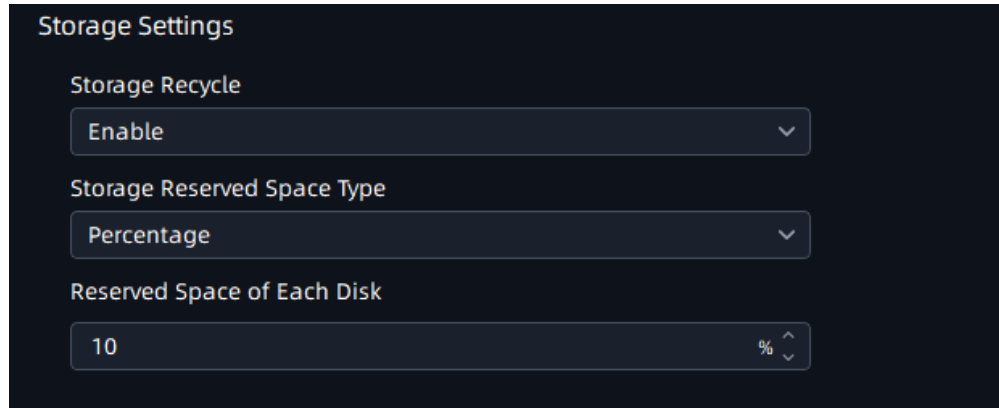 Storage Settings
Storage Recycle
Enable
Storage Reserved Space Type
Percentage
Reserved Space of Each Disk
10 %